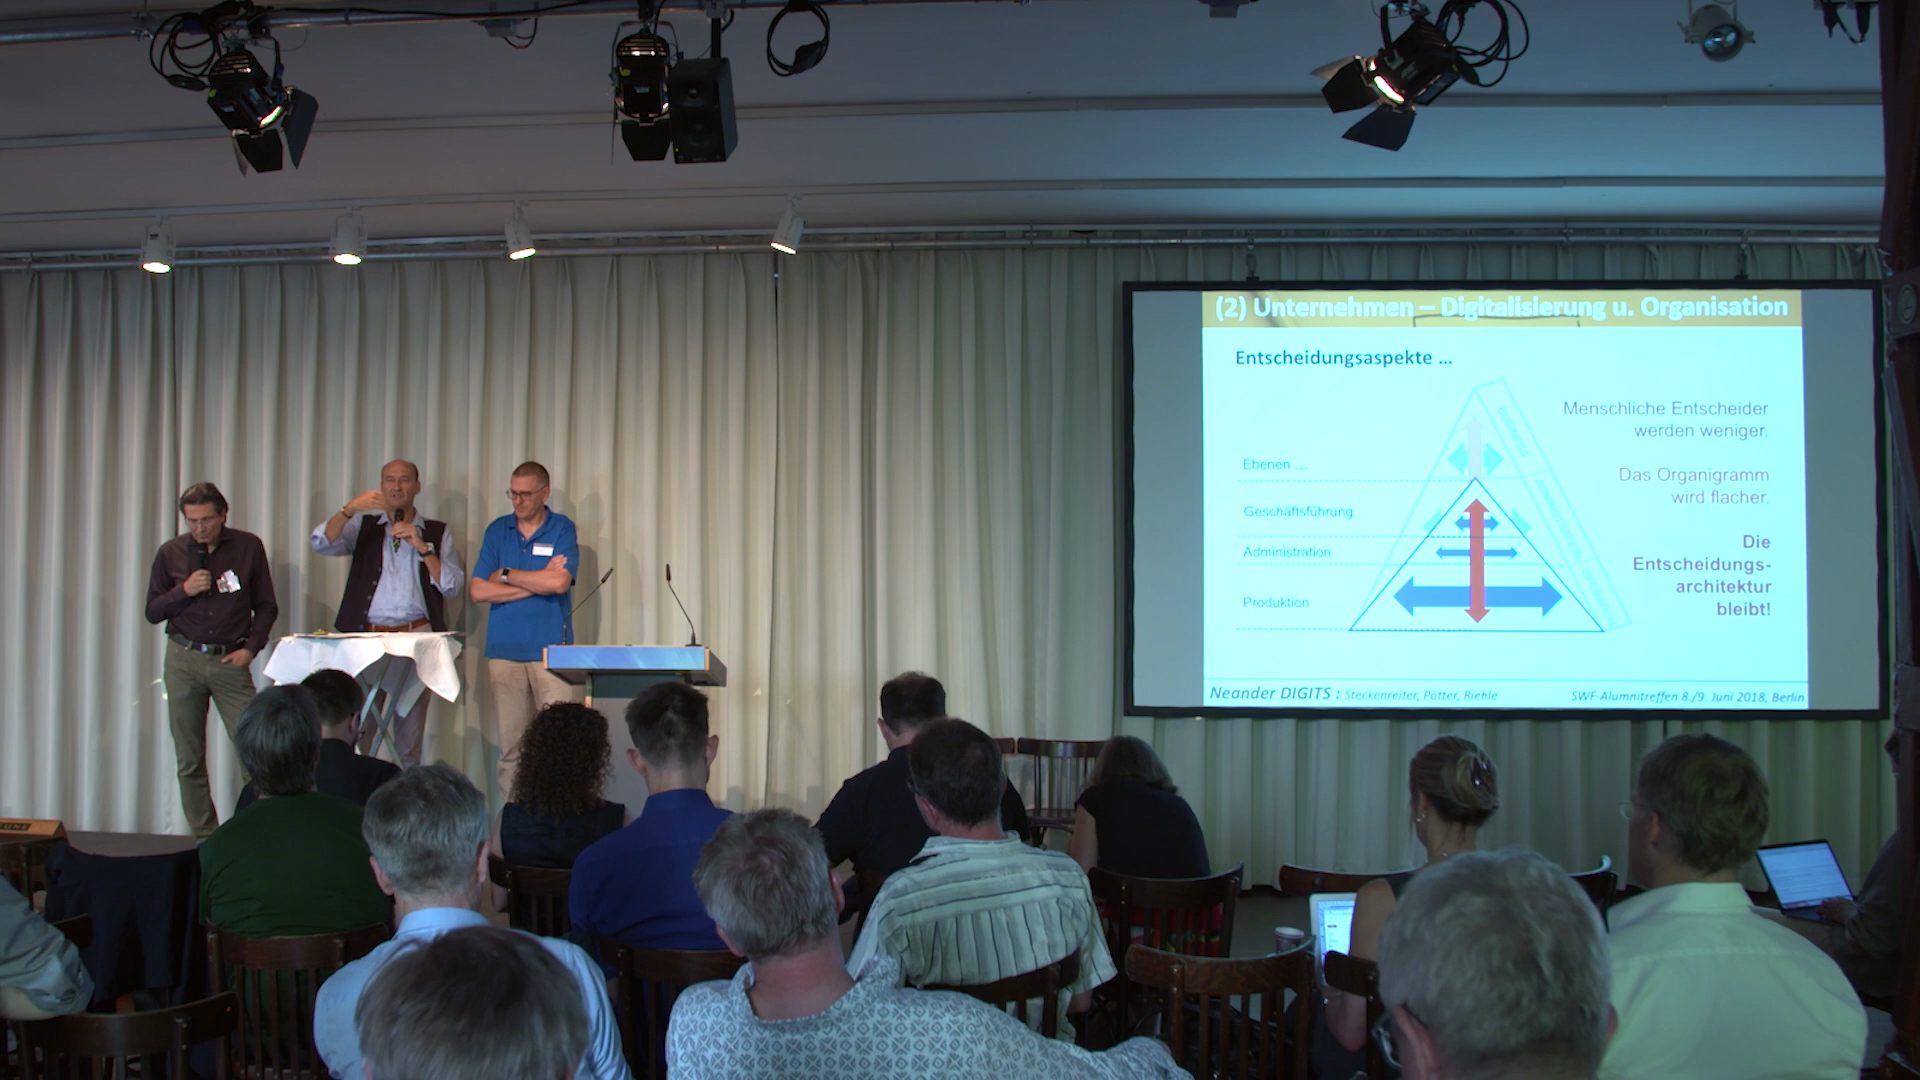 (2) Unternehmen – Digitalisierung u. Organisation
Entscheidungsaspekte ...
Menschliche Entscheider
werden weniger.
Ebenen ...
Das Organigramm
wird flacher.
Geschäftsführung
Administration
Produktion
Die
Entscheidungs-
architektur
bleibt!
Neander DIGITS : Steckenreiter, Pötter, Riehle
SWF-Alumnitreffen 8./9. Juni 2018, Berlin